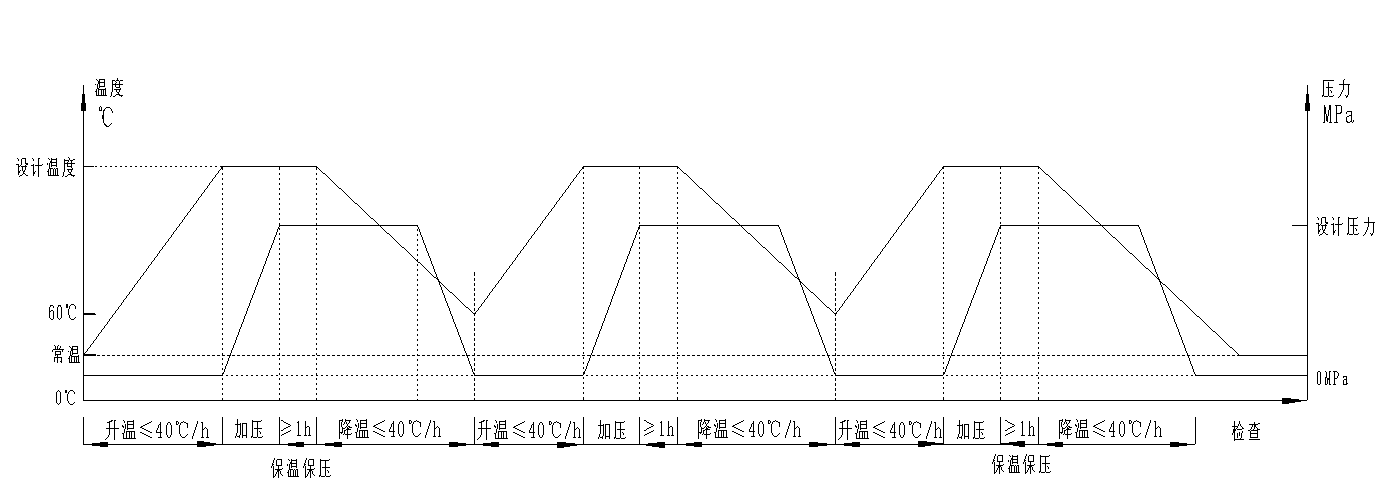 温度
℃
压力
MPa
设计温度
设计压力
60℃
常温
0MPa
0℃
升温≤40℃/h 加压 ≥1h 降温≤40℃/h 升温≤40℃/h 加压 ≥1h 降温≤40℃/h 升温≤40℃/h 加压 ≥1h 降温≤40℃/h 检查
保温保压 保温保压